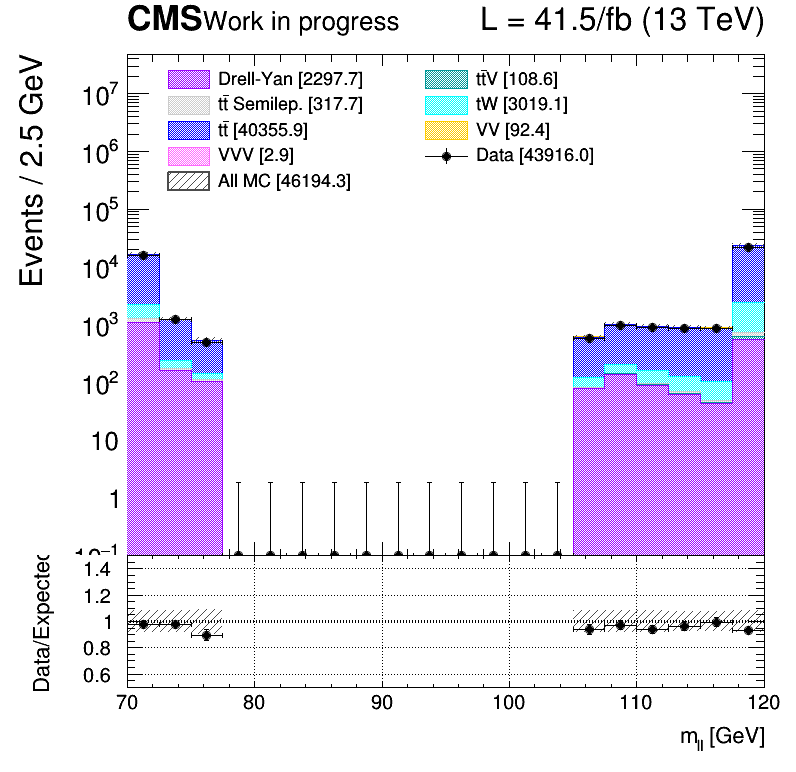 CMS Work in progress L = 41.5/fb (13 TeV)
Events / 2.5 GeV
Drell-Yan [2297.7]
tt̄ Semilep. [317.7]
tt̄ [40355.9]
VVV [2.9]
All MC [46194.3]
tt̄V [108.6]
tW [3019.1]
VV [92.4]
Data [43916.0]
10⁷
10⁶
10⁵
10⁴
10³
10²
10
1
10⁻¹
Data/Expected
1.4
1.2
1
0.8
0.6
70 80 90 100 110 120
m_ll [GeV]